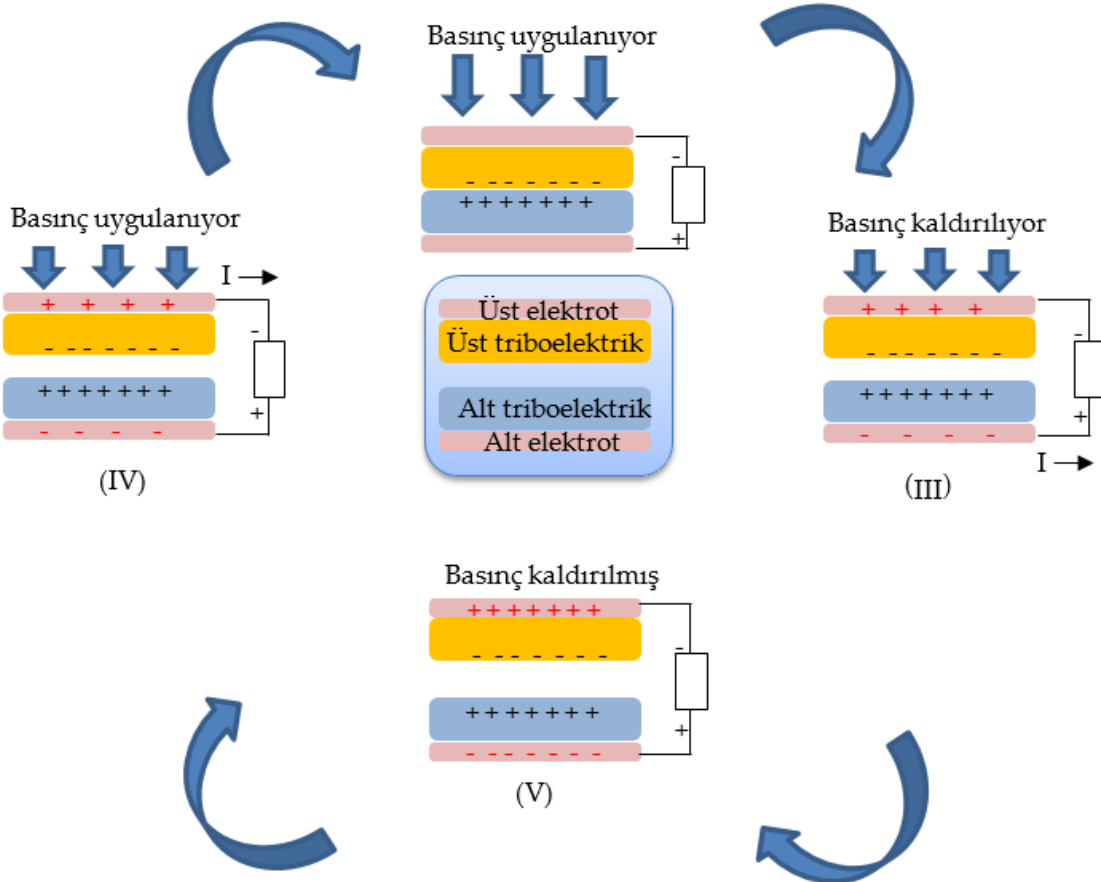 Basınç uygulanıyor
-
- - - - - - -
+ + + + + + +
+
Basınç uygulanıyor
I
+ + + +
-
- - - - - - -
+ + + + + + +
+
- - - -
(IV)
Üst elektrot
Üst triboelektrik
Alt triboelektrik
Alt elektrot
Basınç kaldırılıyor
+ + + +
-
- - - - - - -
+ + + + + + +
+
- - - -
I
(III)
Basınç kaldırılmış
+ + + + + + +
-
- - - - - - -
+ + + + + + +
+
- - - - - - -
(V)